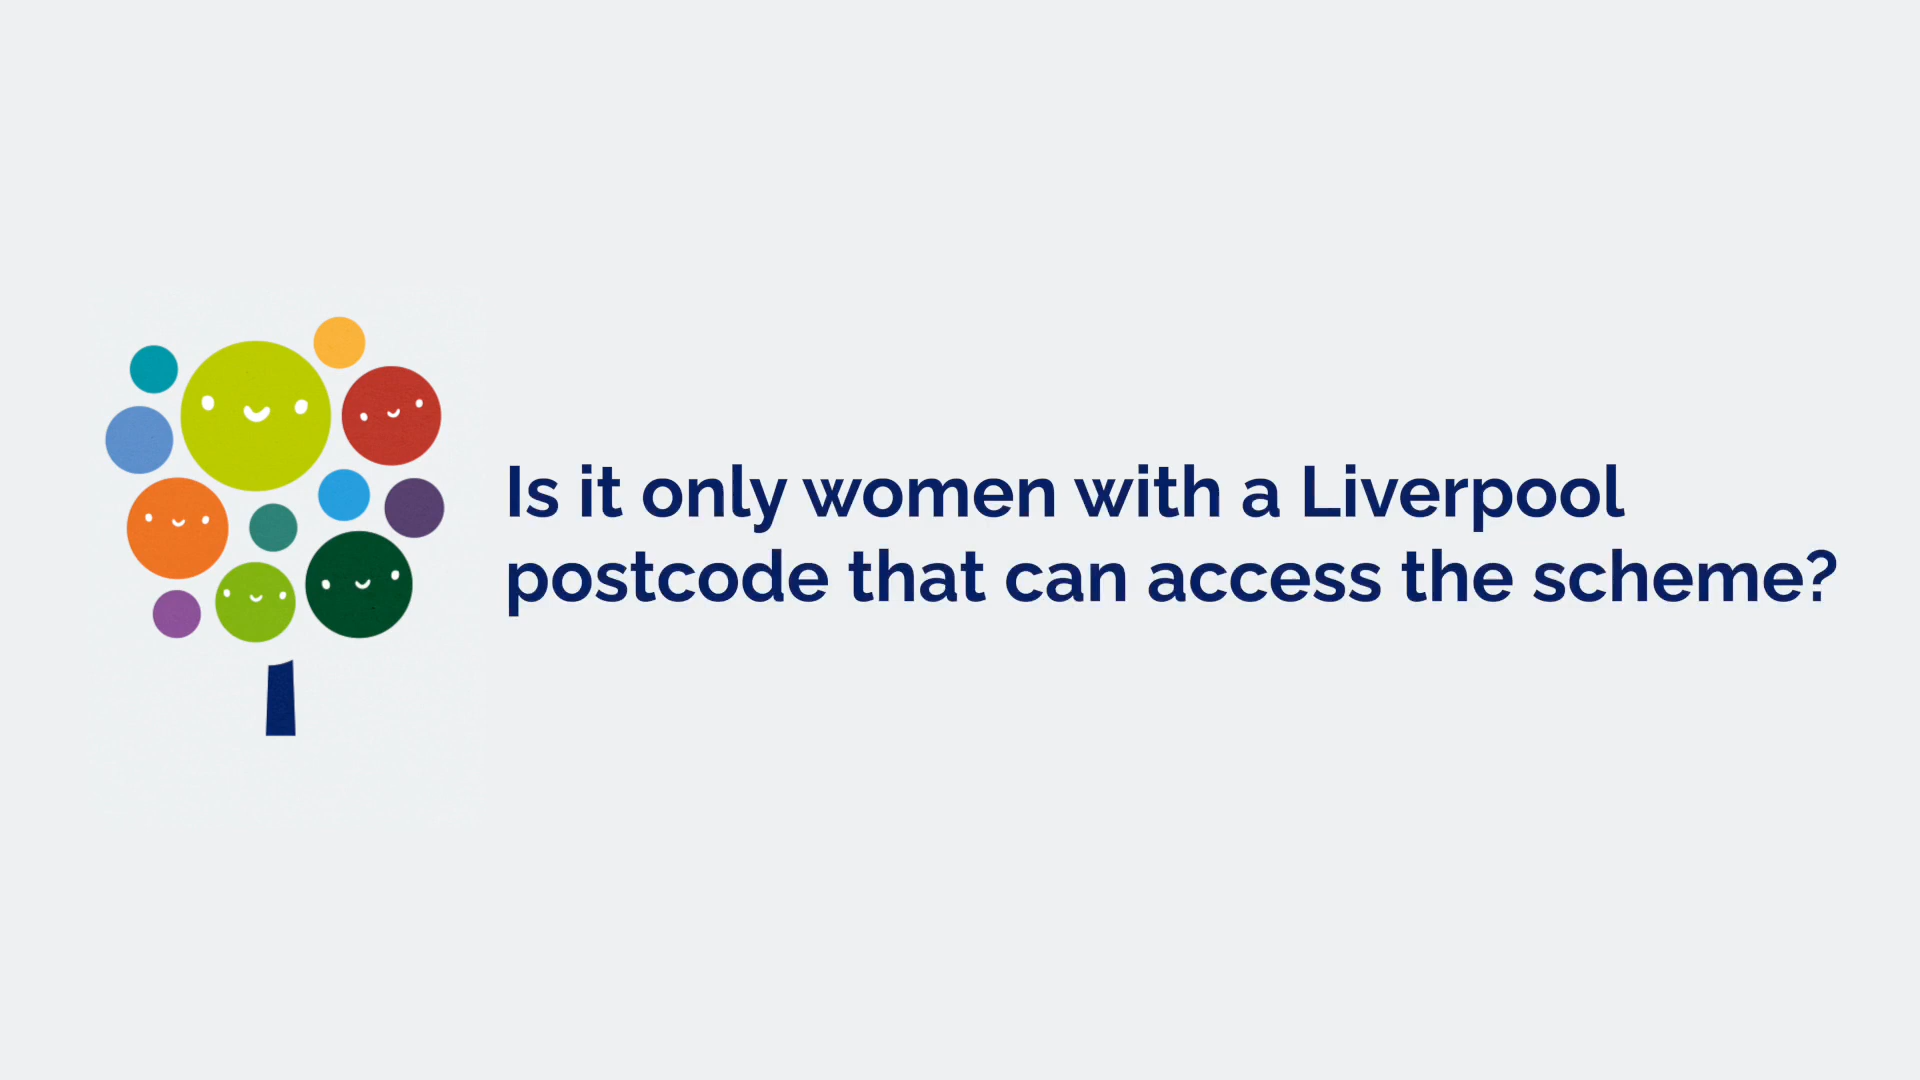 Is it only women with a Liverpool
postcode that can access the scheme?